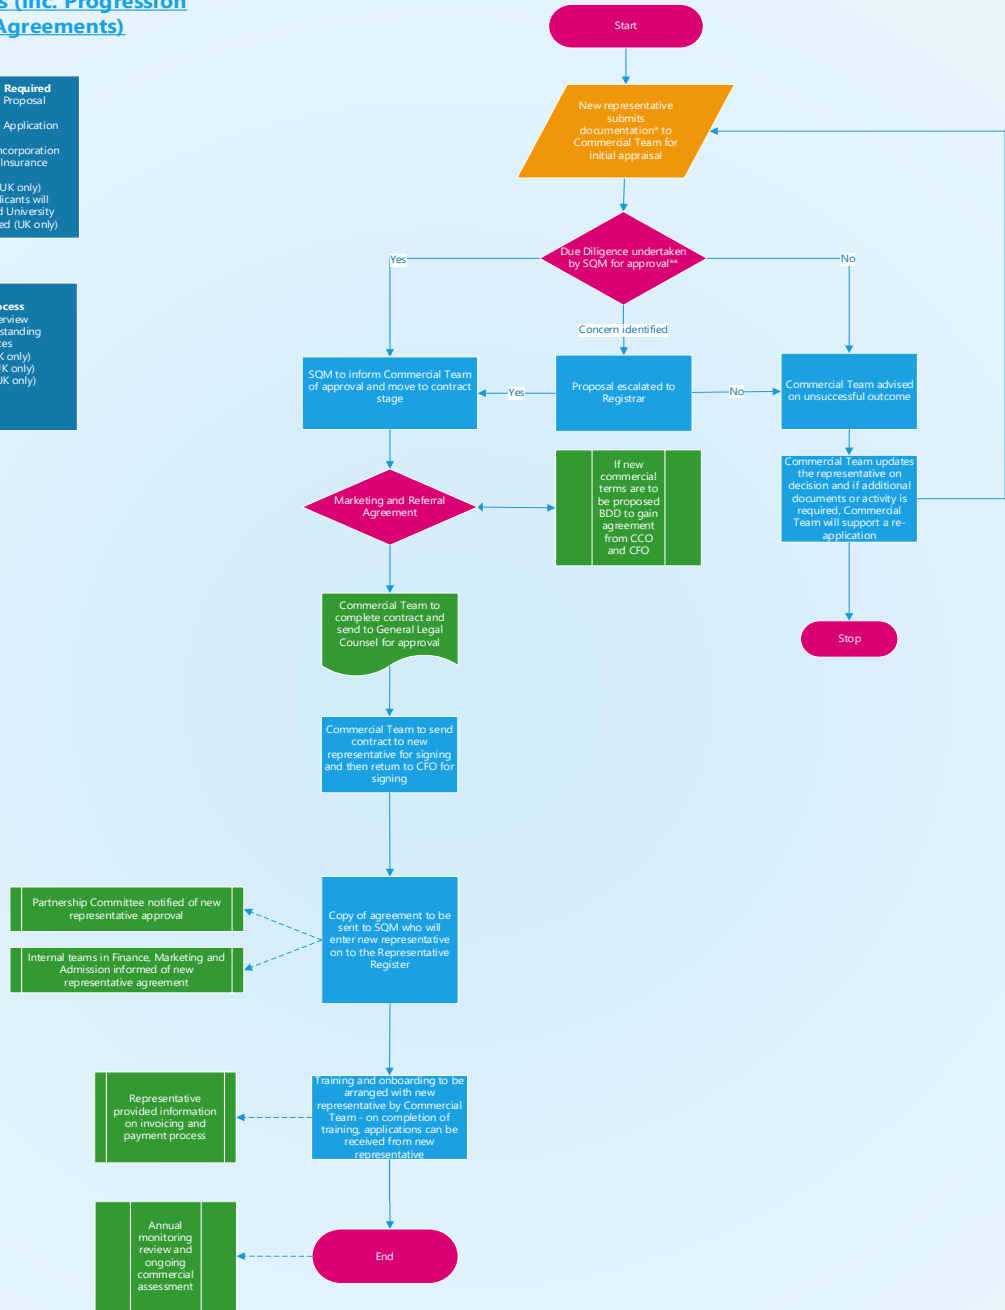 s (inc. Progression
Agreements)
Start
Required
Proposal
Application
ncorporation
Insurance
UK only)
licants will
d University
ed (UK only)
New representative
submits
documentation* to
Commercial Team for
initial appraisal
Due Diligence undertaken
by SQM for approval**
Yes
No
Concern identified
ocess
erview
standing
ces
K only)
UK only)
UK only)
SQM to inform Commercial Team
of approval and move to contract
stage
Yes
Proposal escalated to
Registrar
No
Commercial Team advised
on unsuccessful outcome
Marketing and Referral
Agreement
If new
commercial
terms are to
be proposed
BDD to gain
agreement
from CCO
and CFO
Commercial Team updates
the representative on
decision and if additional
documents or activity is
required, Commercial
Team will support a re-
application
Stop
Commercial Team to
complete contract and
send to General Legal
Counsel for approval
Commercial Team to send
contract to new
representative for signing
and then return to CFO for
signing
Partnership Committee notified of new
representative approval
Internal teams in Finance, Marketing and
Admission informed of new
representative agreement
Copy of agreement to be
sent to SQM who will
enter new representative
on to the Representative
Register
Representative
provided information
on invoicing and
payment process
Training and onboarding to be
arranged with new
representative by Commercial
Team - on completion of
training, applications can be
received from new
representative
Annual
monitoring
review and
ongoing
commercial
assessment
End